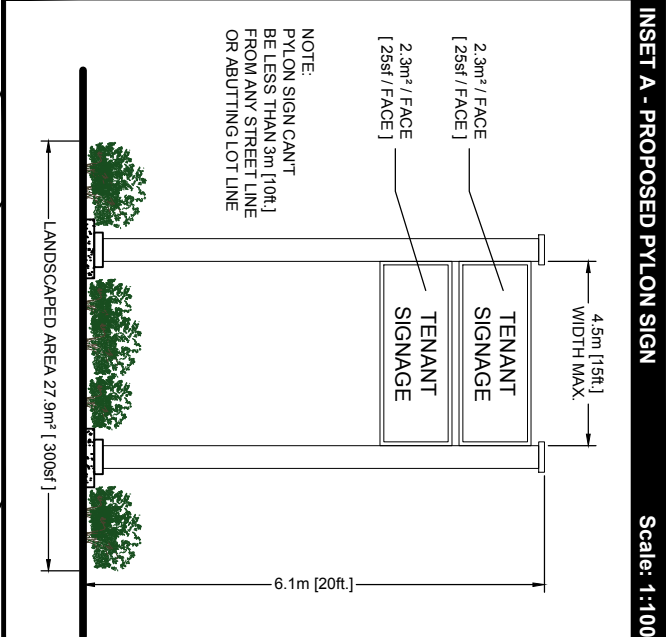 INSET A - PROPOSED PYLON SIGN
Scale: 1:100
4.5m [15ft.]
WIDTH MAX.
2.3m² / FACE
[ 25sf / FACE ]
2.3m² / FACE
[ 25sf / FACE ]
TENANT
SIGNAGE
TENANT
SIGNAGE
NOTE:
PYLON SIGN CAN'T
BE LESS THAN 3m [10ft.]
FROM ANY STREET LINE
OR ABUTTING LOT LINE
6.1m [20ft.]
LANDSCAPED AREA 27.9m² [ 300sf ]